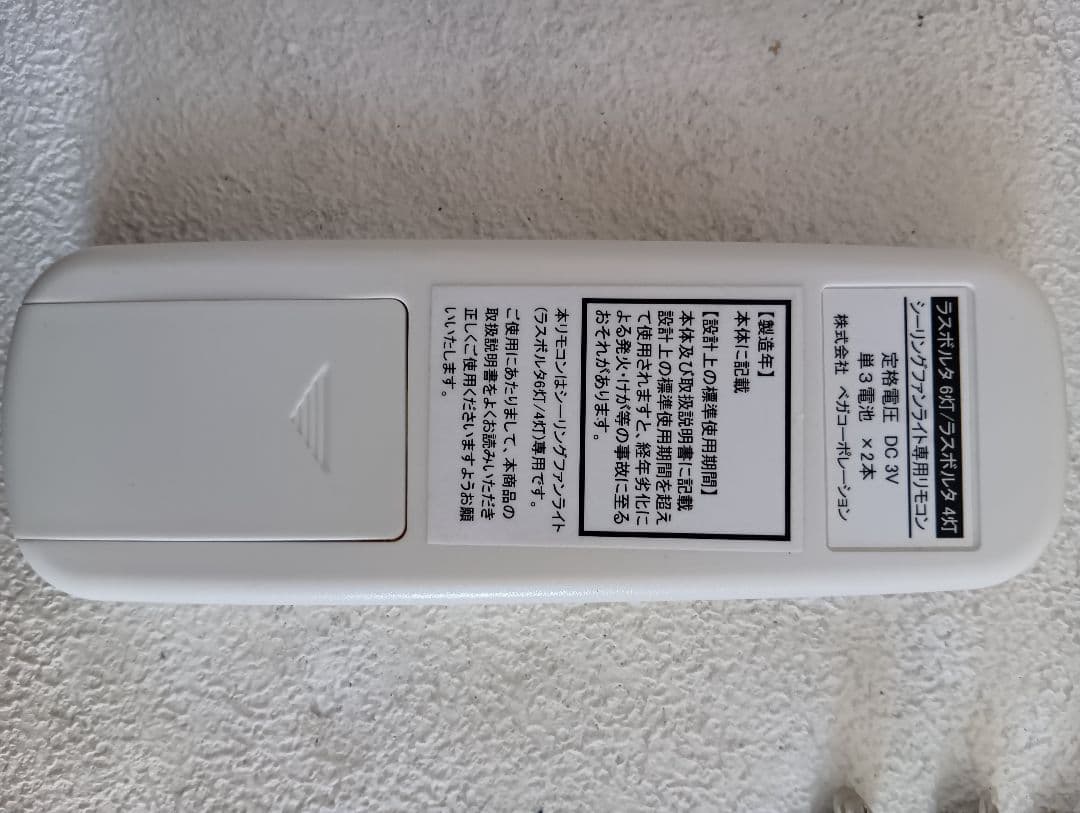 ラスボルタ 6灯/ラスボルタ 4灯
シーリングファンライト専用リモコン
定格電圧 DC 3V
単3電池 ×2本
株式会社 ベガコーポレーション
【製造年】
本体に記載
【設計上の標準使用期間】
本体及び取扱説明書に記載
設計上の標準使用期間を超え
て使用されますと、経年劣化に
よる発火・けが等の事故に至る
おそれがあります。
本リモコンはシーリングファンライト
(ラスボルタ6灯/4灯)専用です。
ご使用にあたりまして、本商品の
取扱説明書をよくお読みいただき
正しくご使用くださいますようお願
いいたします。